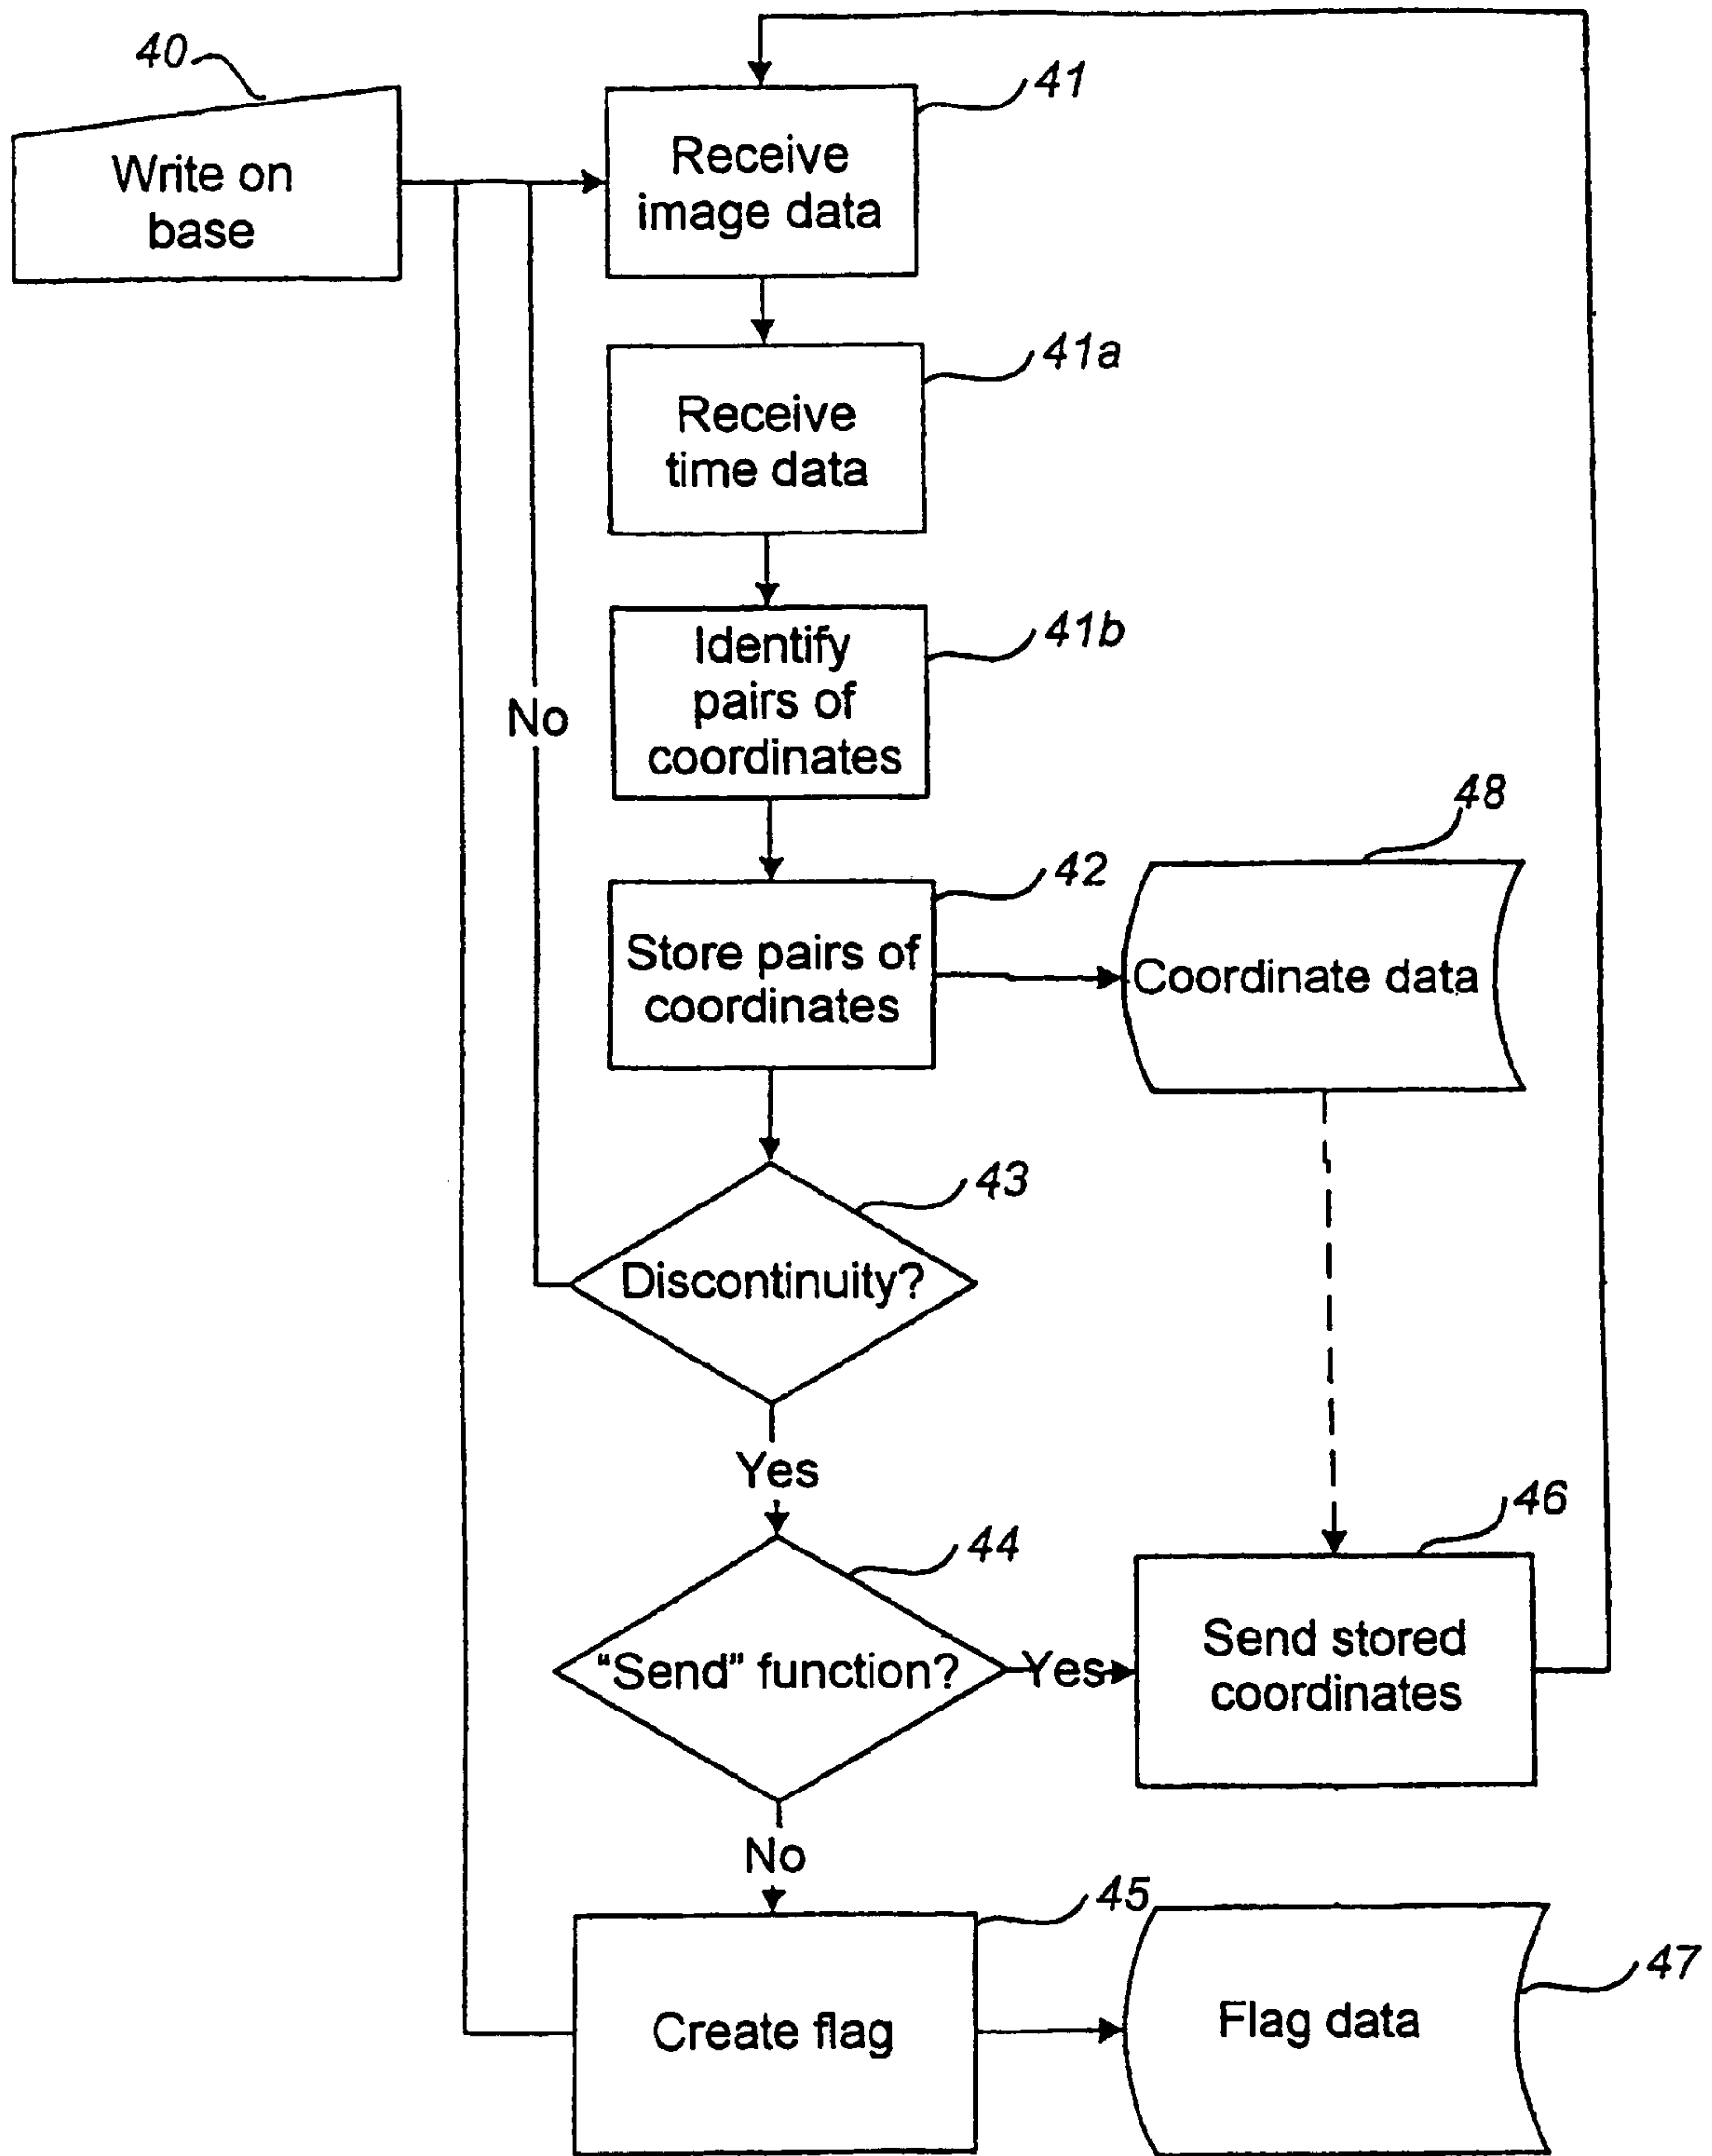 40
Write on
base
41
Receive
image data
41a
Receive
time data
41b
Identify
pairs of
coordinates
No
42
Store pairs of
coordinates
48
Coordinate data
43
Discontinuity?
Yes
44
“Send” function?
Yes
46
Send stored
coordinates
No
45
Create flag
47
Flag data